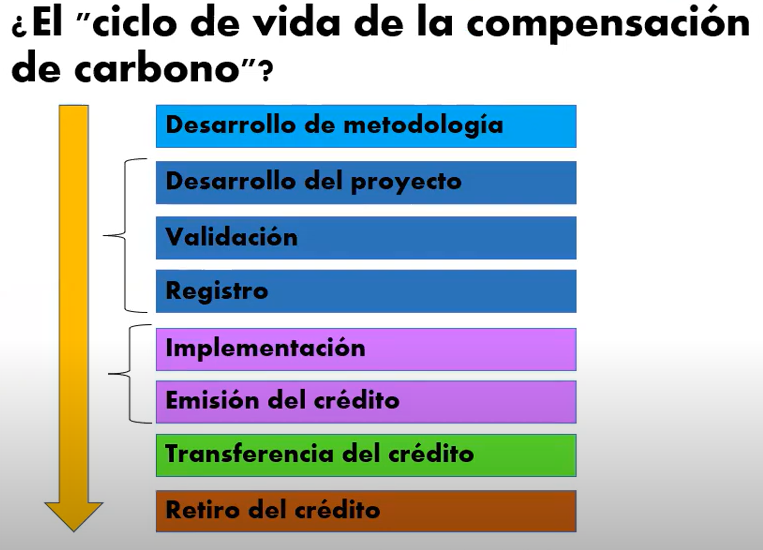 ¿El ”ciclo de vida de la compensación
de carbono”?
Desarrollo de metodología
Desarrollo del proyecto
Validación
Registro
Implementación
Emisión del crédito
Transferencia del crédito
Retiro del crédito